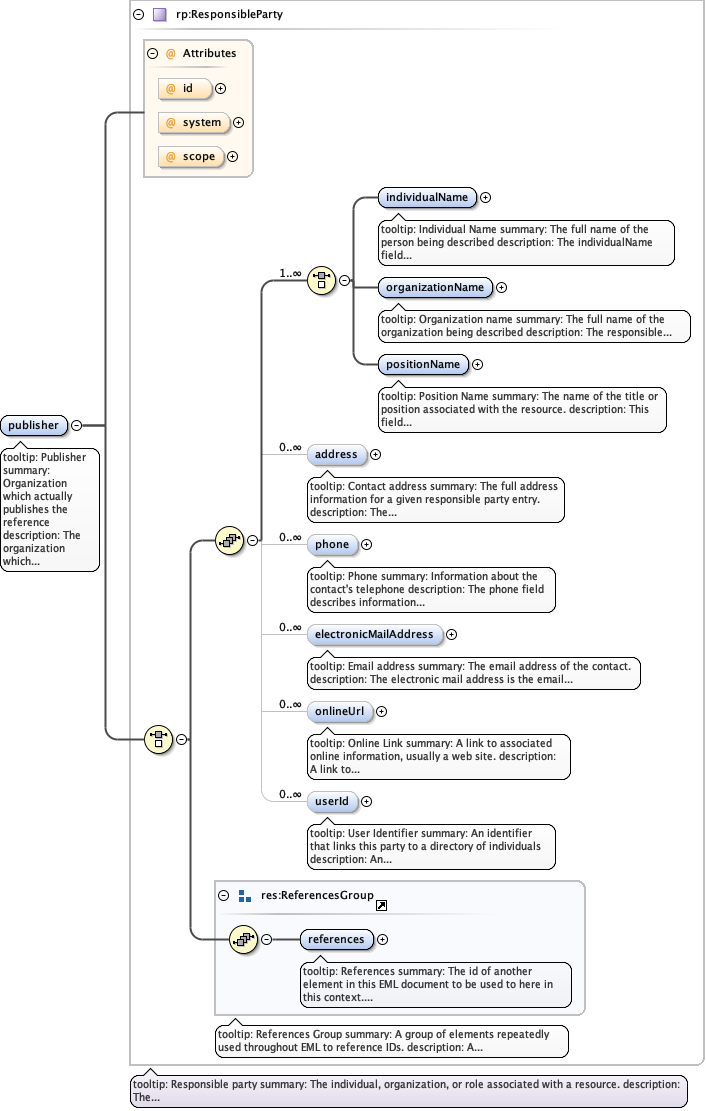 rp:ResponsibleParty
@ Attributes
@ id
@ system
@ scope
individualName
tooltip: Individual Name summary: The full name of the
person being described description: The individualName
field...
1..∞
organizationName
tooltip: Organization name summary: The full name of the
organization being described description: The responsible...
positionName
tooltip: Position Name summary: The name of the title or
position associated with the resource. description: This
field...
publisher
tooltip: Publisher
summary:
Organization
which actually
publishes the
reference
description: The
organization
which...
0..∞
address
tooltip: Contact address summary: The full address
information for a given responsible party entry.
description: The...
0..∞
phone
tooltip: Phone summary: Information about the
contact's telephone description: The phone field
describes information...
0..∞
electronicMailAddress
tooltip: Email address summary: The email address of the contact.
description: The electronic mail address is the email...
0..∞
onlineUrl
tooltip: Online Link summary: A link to associated
online information, usually a web site. description:
A link to...
0..∞
userId
tooltip: User Identifier summary: An identifier
that links this party to a directory of individuals
description: An...
res:ReferencesGroup
references
tooltip: References summary: The id of another
element in this EML document to be used to here in
this context....
tooltip: References Group summary: A group of elements repeatedly
used throughout EML to reference IDs. description: A...
tooltip: Responsible party summary: The individual, organization, or role associated with a resource. description:
The...